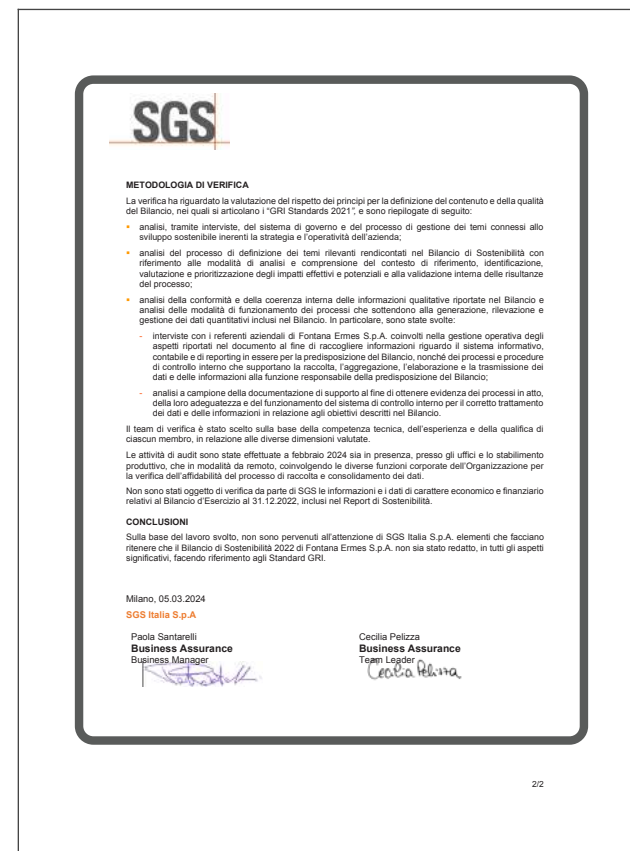 SGS
METODOLOGIA DI VERIFICA
La verifica ha riguardato la valutazione del rispetto dei principi per la definizione del contenuto e della qualità
del Bilancio, nei quali si articolano i "GRI Standards 2021", e sono riepilogate di seguito:
• analisi, tramite interviste, del sistema di governo e del processo di gestione dei temi connessi allo
sviluppo sostenibile inerenti la strategia e l'operatività dell'azienda;
• analisi del processo di definizione dei temi rilevanti rendicontati nel Bilancio di Sostenibilità con
riferimento alle modalità di analisi e comprensione del contesto di riferimento, identificazione,
valutazione e prioritizzazione degli impatti effettivi e potenziali e alla validazione interna delle risultanze
del processo;
• analisi della conformità e della coerenza interna delle informazioni qualitative riportate nel Bilancio e
analisi delle modalità di funzionamento dei processi che sottendono alla generazione, rilevazione e
gestione dei dati quantitativi inclusi nel Bilancio. In particolare, sono state svolte:
- interviste con i referenti aziendali di Fontana Ermes S.p.A. coinvolti nella gestione operativa degli
aspetti riportati nel documento al fine di raccogliere informazioni riguardo il sistema informativo,
contabile e di reporting in essere per la predisposizione del Bilancio, nonché dei processi e procedure
di controllo interno che supportano la raccolta, l'aggregazione, l'elaborazione e la trasmissione dei
dati e delle informazioni alla funzione responsabile della predisposizione del Bilancio;
- analisi a campione della documentazione di supporto al fine di ottenere evidenza dei processi in atto,
della loro adeguatezza e del funzionamento del sistema di controllo interno per il corretto trattamento
dei dati e delle informazioni in relazione agli obiettivi descritti nel Bilancio.
Il team di verifica è stato scelto sulla base della competenza tecnica, dell'esperienza e della qualifica di
ciascun membro, in relazione alle diverse dimensioni valutate.
Le attività di audit sono state effettuate a febbraio 2024 sia in presenza, presso gli uffici e lo stabilimento
produttivo, che in modalità da remoto, coinvolgendo le diverse funzioni corporate dell'Organizzazione per
la verifica dell'affidabilità del processo di raccolta e consolidamento dei dati.
Non sono stati oggetto di verifica da parte di SGS le informazioni e i dati di carattere economico e finanziario
relativi al Bilancio d'Esercizio al 31.12.2022, inclusi nel Report di Sostenibilità.
CONCLUSIONI
Sulla base del lavoro svolto, non sono pervenuti all'attenzione di SGS Italia S.p.A. elementi che facciano
ritenere che il Bilancio di Sostenibilità 2022 di Fontana Ermes S.p.A. non sia stato redatto, in tutti gli aspetti
significativi, facendo riferimento agli Standard GRI.
Milano, 05.03.2024
SGS Italia S.p.A
Paola Santarelli
Business Assurance
Business Manager
Cecilia Pelizza
Business Assurance
Team Leader
Cecilia Pelizza
2/2